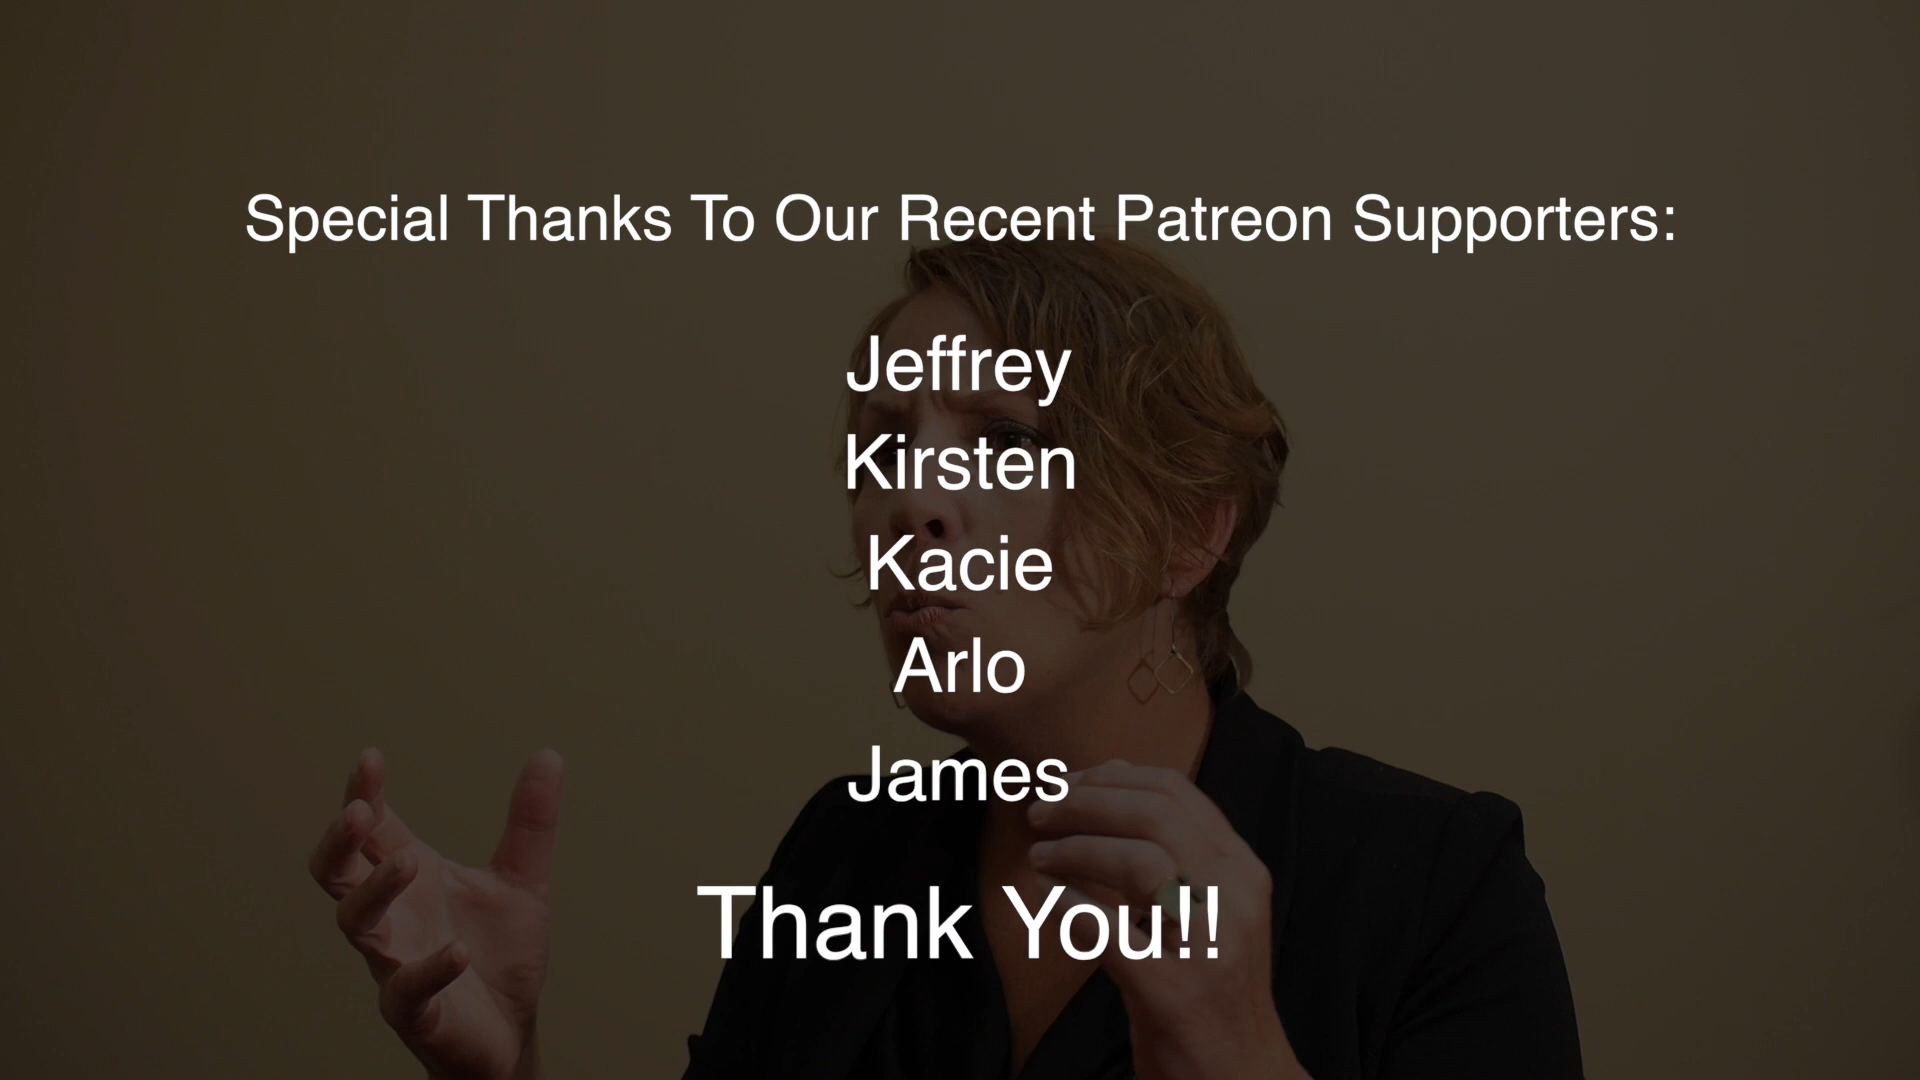 Special Thanks To Our Recent Patreon Supporters:
Jeffrey
Kirsten
Kacie
Arlo
James
Thank You!!